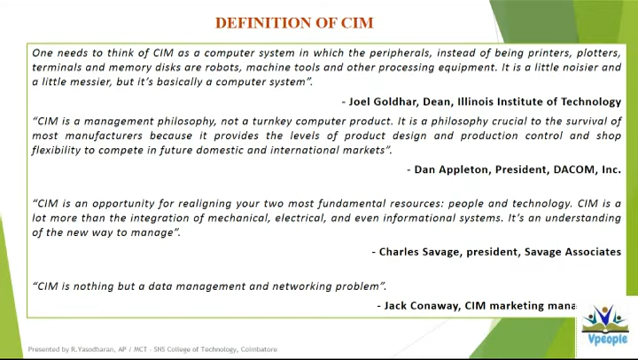 DEFINITION OF CIM
One needs to think of CIM as a computer system in which the peripherals, instead of being printers, plotters,
terminals and memory disks are robots, machine tools and other processing equipment. It is a little noisier and
a little messier, but it's basically a computer system”.
- Joel Goldhar, Dean, Illinois Institute of Technology
“CIM is a management philosophy, not a turnkey computer product. It is a philosophy crucial to the survival of
most manufacturers because it provides the levels of product design and production control and shop
flexibility to compete in future domestic and international markets”.
- Dan Appleton, President, DACOM, Inc.
“CIM is an opportunity for realigning your two most fundamental resources: people and technology. CIM is a
lot more than the integration of mechanical, electrical, and even informational systems. It's an understanding
of the new way to manage”.
- Charles Savage, president, Savage Associates
“CIM is nothing but a data management and networking problem”.
- Jack Conaway, CIM marketing mana
Vpeople
Presented by R.Yasodharan, AP / MCT - SNS College of Technology, Coimbatore